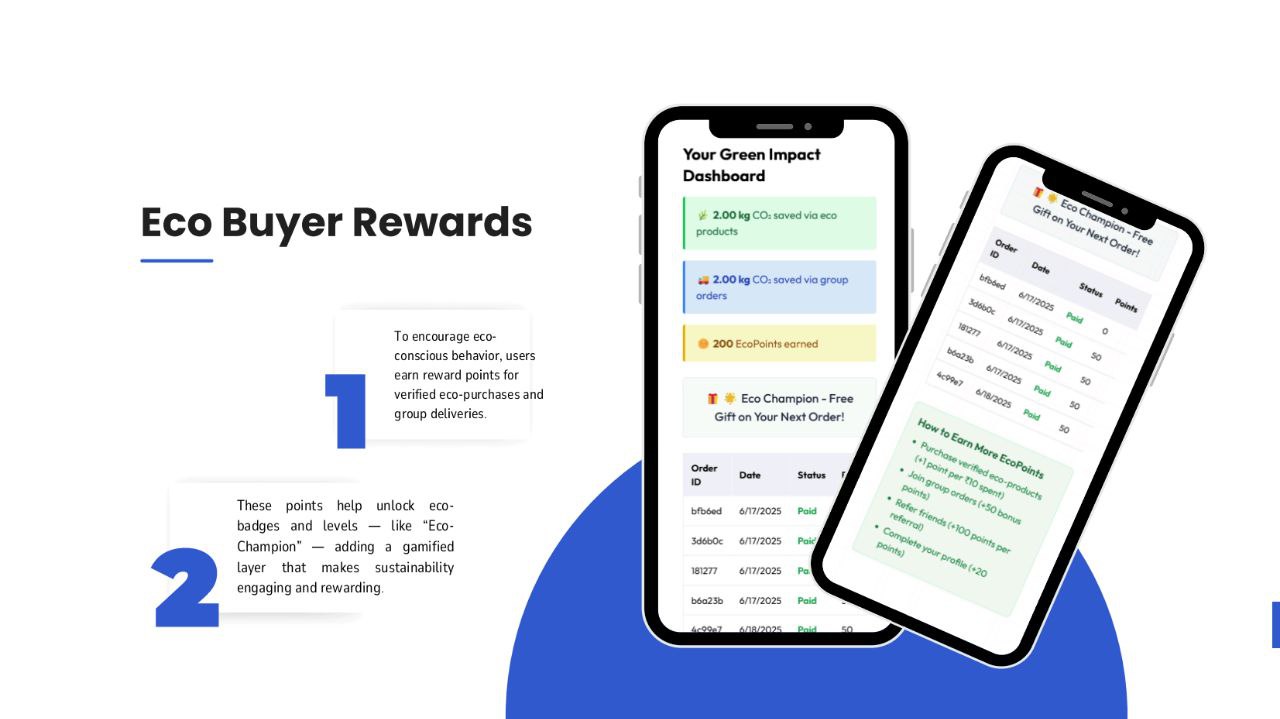 Eco Buyer Rewards
1
To encourage eco-
conscious behavior, users
earn reward points for
verified eco-purchases and
group deliveries.
2
These points help unlock eco-
badges and levels — like “Eco-
Champion” — adding a gamified
layer that makes sustainability
engaging and rewarding.
Your Green Impact
Dashboard
2.00 kg CO₂ saved via eco
products
2.00 kg CO₂ saved via group
orders
200 EcoPoints earned
Eco Champion - Free
Gift on Your Next Order!
Order ID Date Status
bfb6ed 6/17/2025 Paid
3d6b0c 6/17/2025 Paid
181277 6/17/2025
b6a23b 6/17/2025 Paid
4c99e7 6/18/2025 Paid 50
Eco Champion - Free
Gift on Your Next Order!
Order ID Date Status Points
bfb6ed 6/17/2025 Paid 0
3d6b0c 6/17/2025 Paid 50
181277 6/17/2025 Paid 50
b6a23b 6/17/2025 Paid 50
4c99e7 6/18/2025 Paid 50
How to Earn More EcoPoints
• Purchase verified eco-products
(+1 point per ₹10 spent)
• Join group orders (+50 bonus
points)
• Refer friends (+100 points per
referral)
• Complete your profile (+20
points)